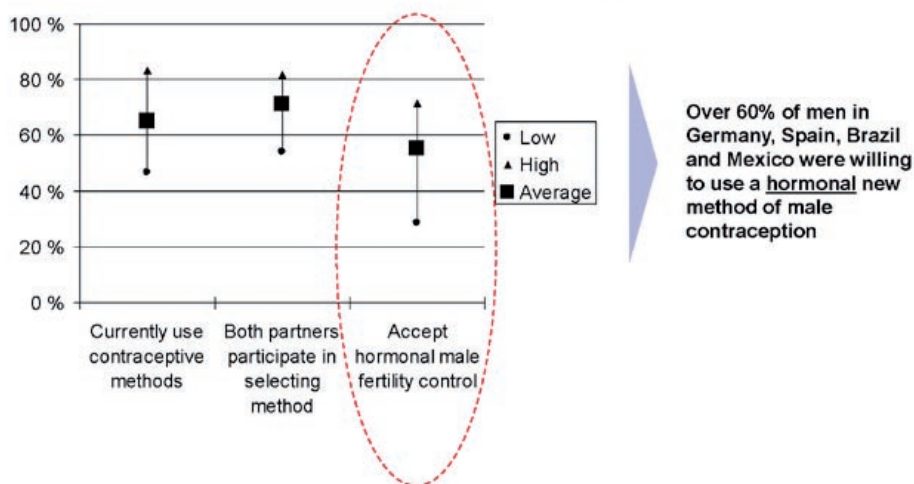 100 %
80 %
60 %
40 %
20 %
0 %
Currently use
contraceptive
methods
Both partners
participate in
selecting
method
Accept
hormonal male
fertility control
Low
High
Average
Over 60% of men in
Germany, Spain, Brazil
and Mexico were willing
to use a hormonal new
method of male
contraception